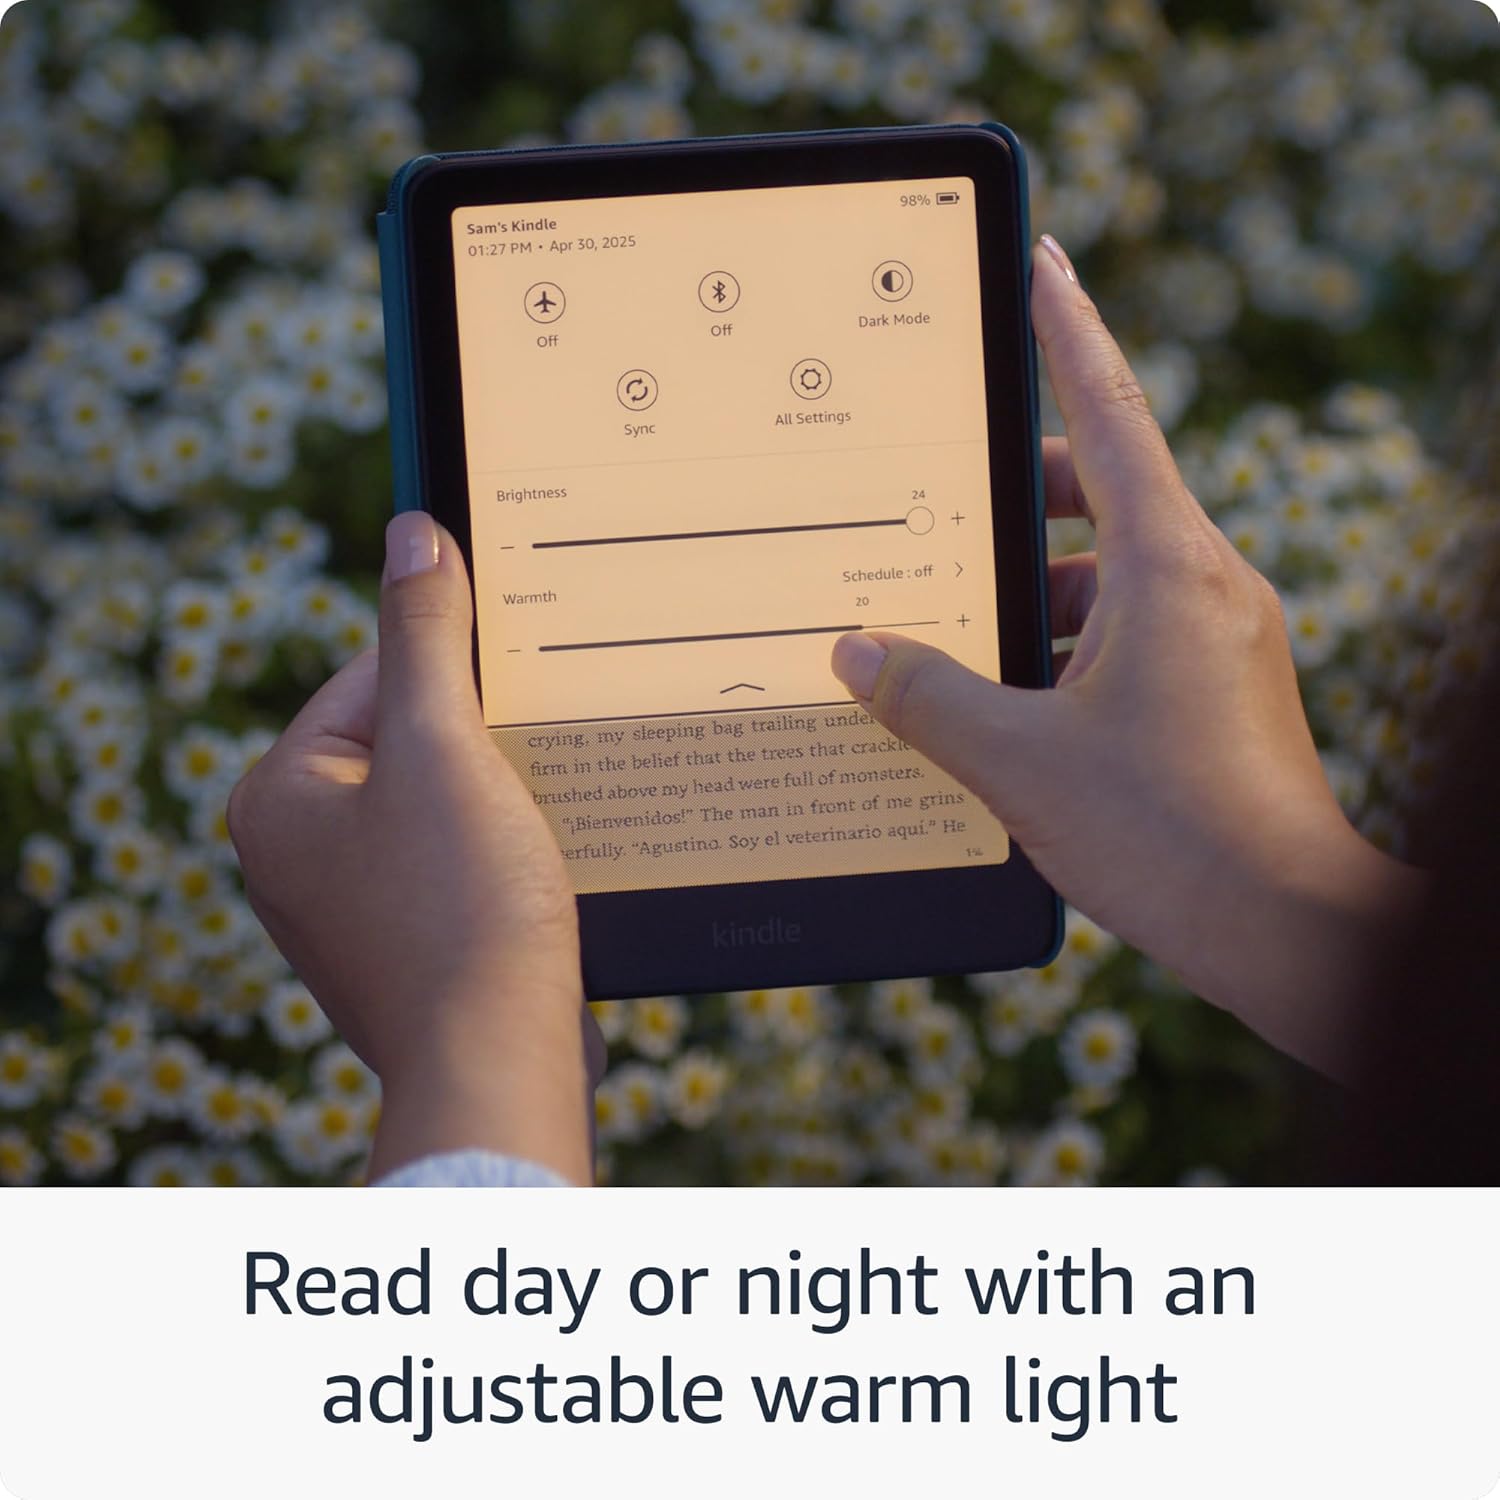 Sam's Kindle
98%
01:27 PM • Apr 30, 2025
Off
Off
Dark Mode
Sync
All Settings
Brightness
24
Schedule : off
Warmth
20
crying, my sleeping bag trailing under
firm in the belief that the trees that
brushed above my head were full of monsters.
“¡Bienvenidos!” The man in front of me grins
“Agustino. Soy el veterinario aquí.” He
1%
kindle
Read day or night with an
adjustable warm light